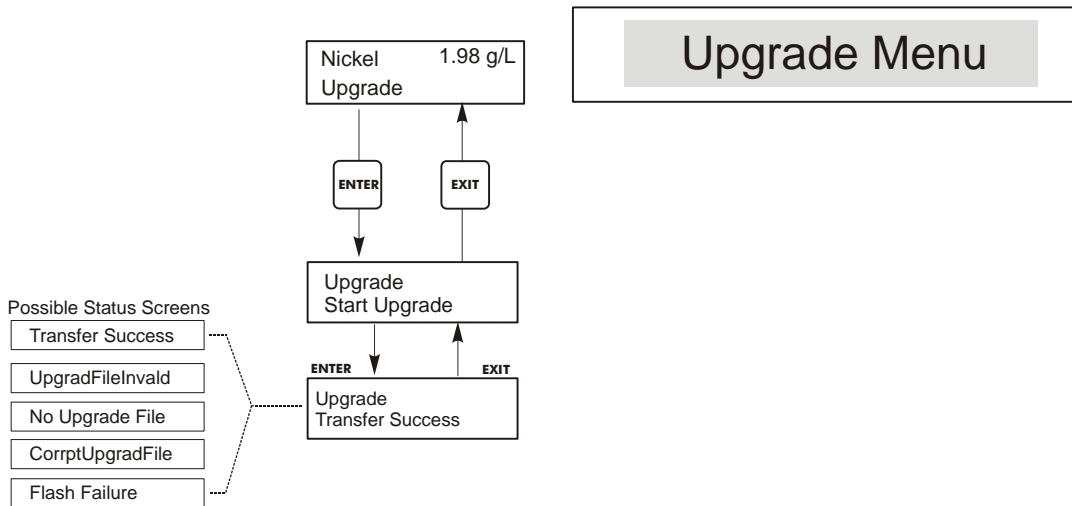 Upgrade Menu
Nickel 1.98 g/L
Upgrade
ENTER EXIT
Upgrade
Start Upgrade
ENTER EXIT
Upgrade
Transfer Success
Possible Status Screens
Transfer Success
UpgradFileInvald
No Upgrade File
CorrptUpgradFile
Flash Failure